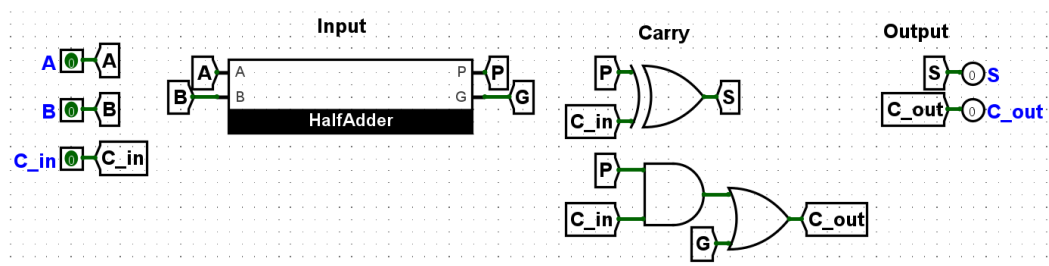 Input
Carry
Output
A 0 A
B 0 B
C_in 0 C_in
A A P P
B B G G
HalfAdder
P
C_in
S
P
C_in
G
C_out
S 0 S
C_out 0 C_out